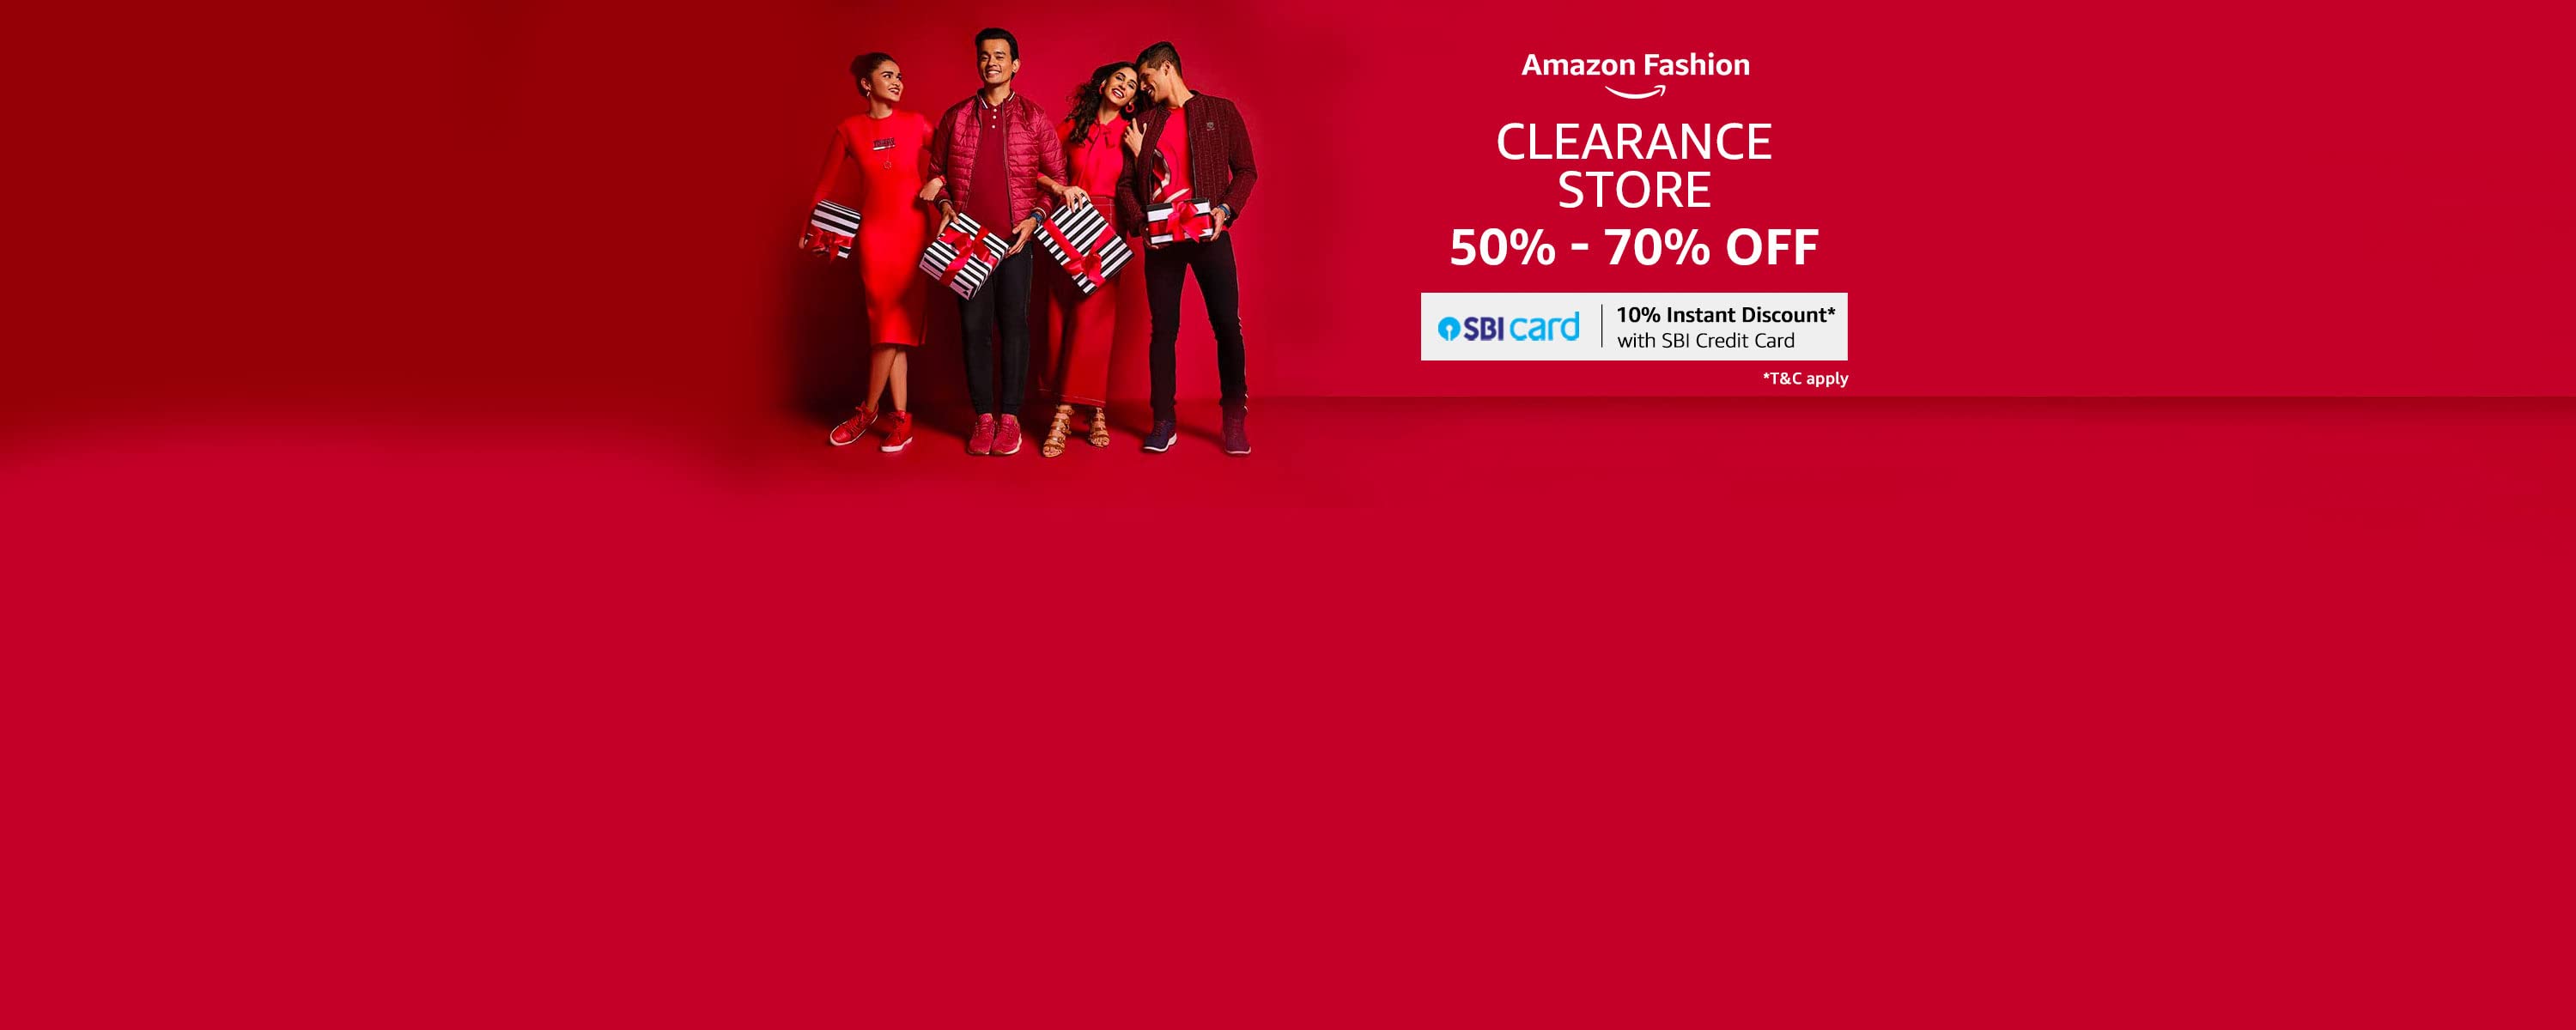 Amazon Fashion
CLEARANCE
STORE
50% - 70% OFF
SBI card
10% Instant Discount*
with SBI Credit Card
*T&C apply